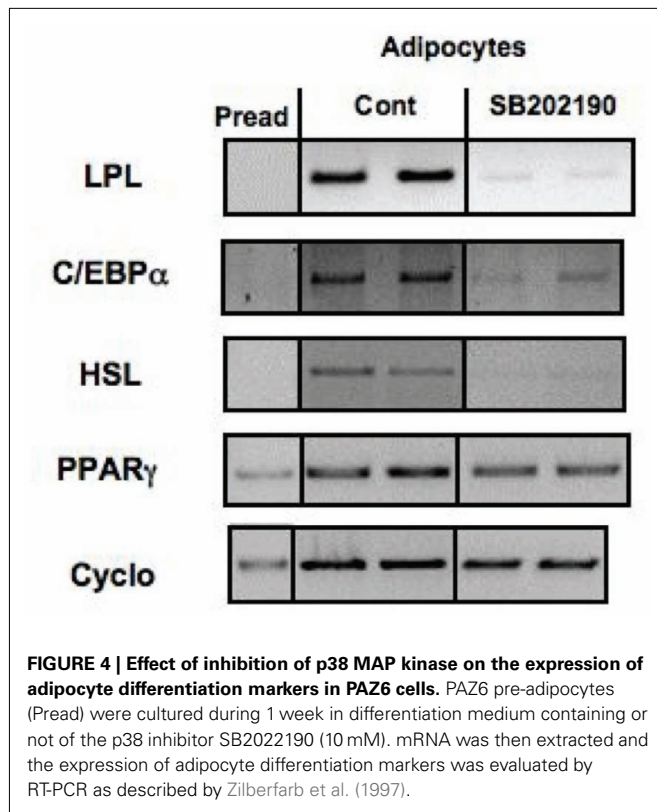 Adipocytes
Pread Cont SB202190
LPL
C/EBPα
HSL
PPARγ
Cyclo
FIGURE 4 | Effect of inhibition of p38 MAP kinase on the expression of
adipocyte differentiation markers in PAZ6 cells. PAZ6 pre-adipocytes
(Pread) were cultured during 1 week in differentiation medium containing or
not of the p38 inhibitor SB2022190 (10 mM). mRNA was then extracted and
the expression of adipocyte differentiation markers was evaluated by
RT-PCR as described by Zilberfarb et al. (1997).